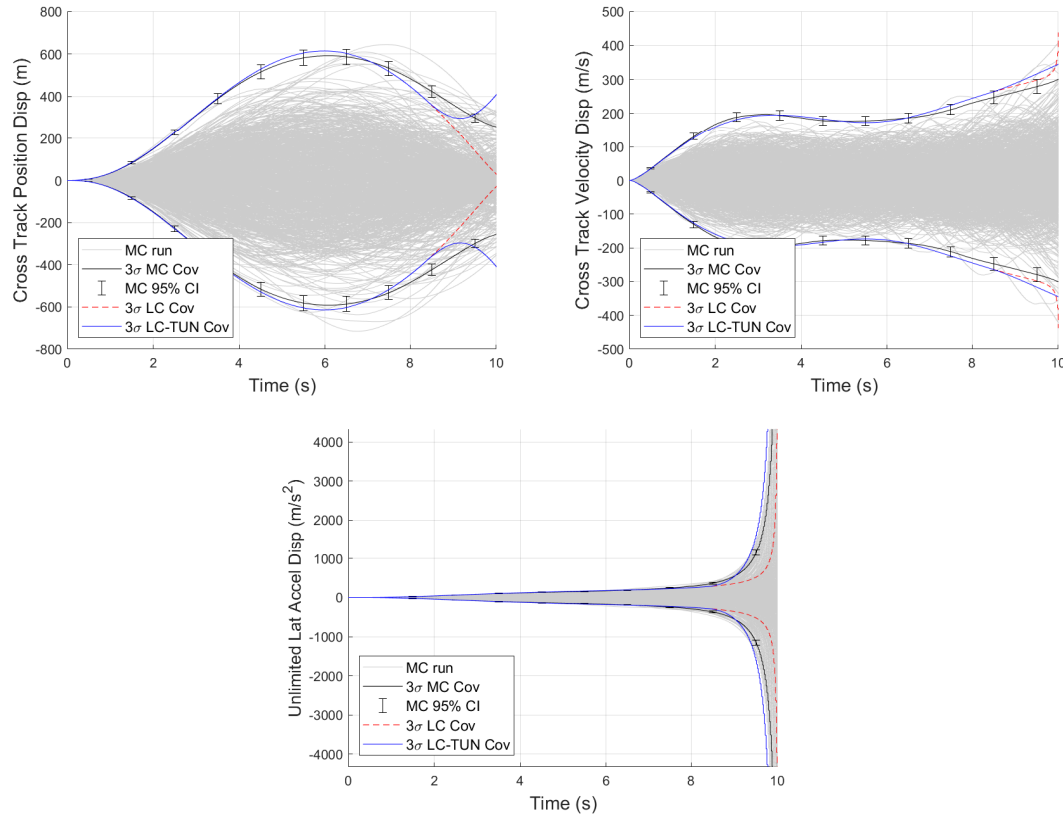 Cross Track Position Disp (m)
800
600
400
200
0
-200
-400
-600
-800
0
2
4
6
8
10
Time (s)
MC run
3σ MC Cov
MC 95% CI
3σ LC Cov
3σ LC-TUN Cov
Cross Track Velocity Disp (m/s)
500
400
300
200
100
0
-100
-200
-300
-400
-500
0
2
4
6
8
10
Time (s)
MC run
3σ MC Cov
MC 95% CI
3σ LC Cov
3σ LC-TUN Cov
Unlimited Lat Accel Disp (m/s²)
4000
3000
2000
1000
0
-1000
-2000
-3000
-4000
0
2
4
6
8
10
Time (s)
MC run
3σ MC Cov
MC 95% CI
3σ LC Cov
3σ LC-TUN Cov